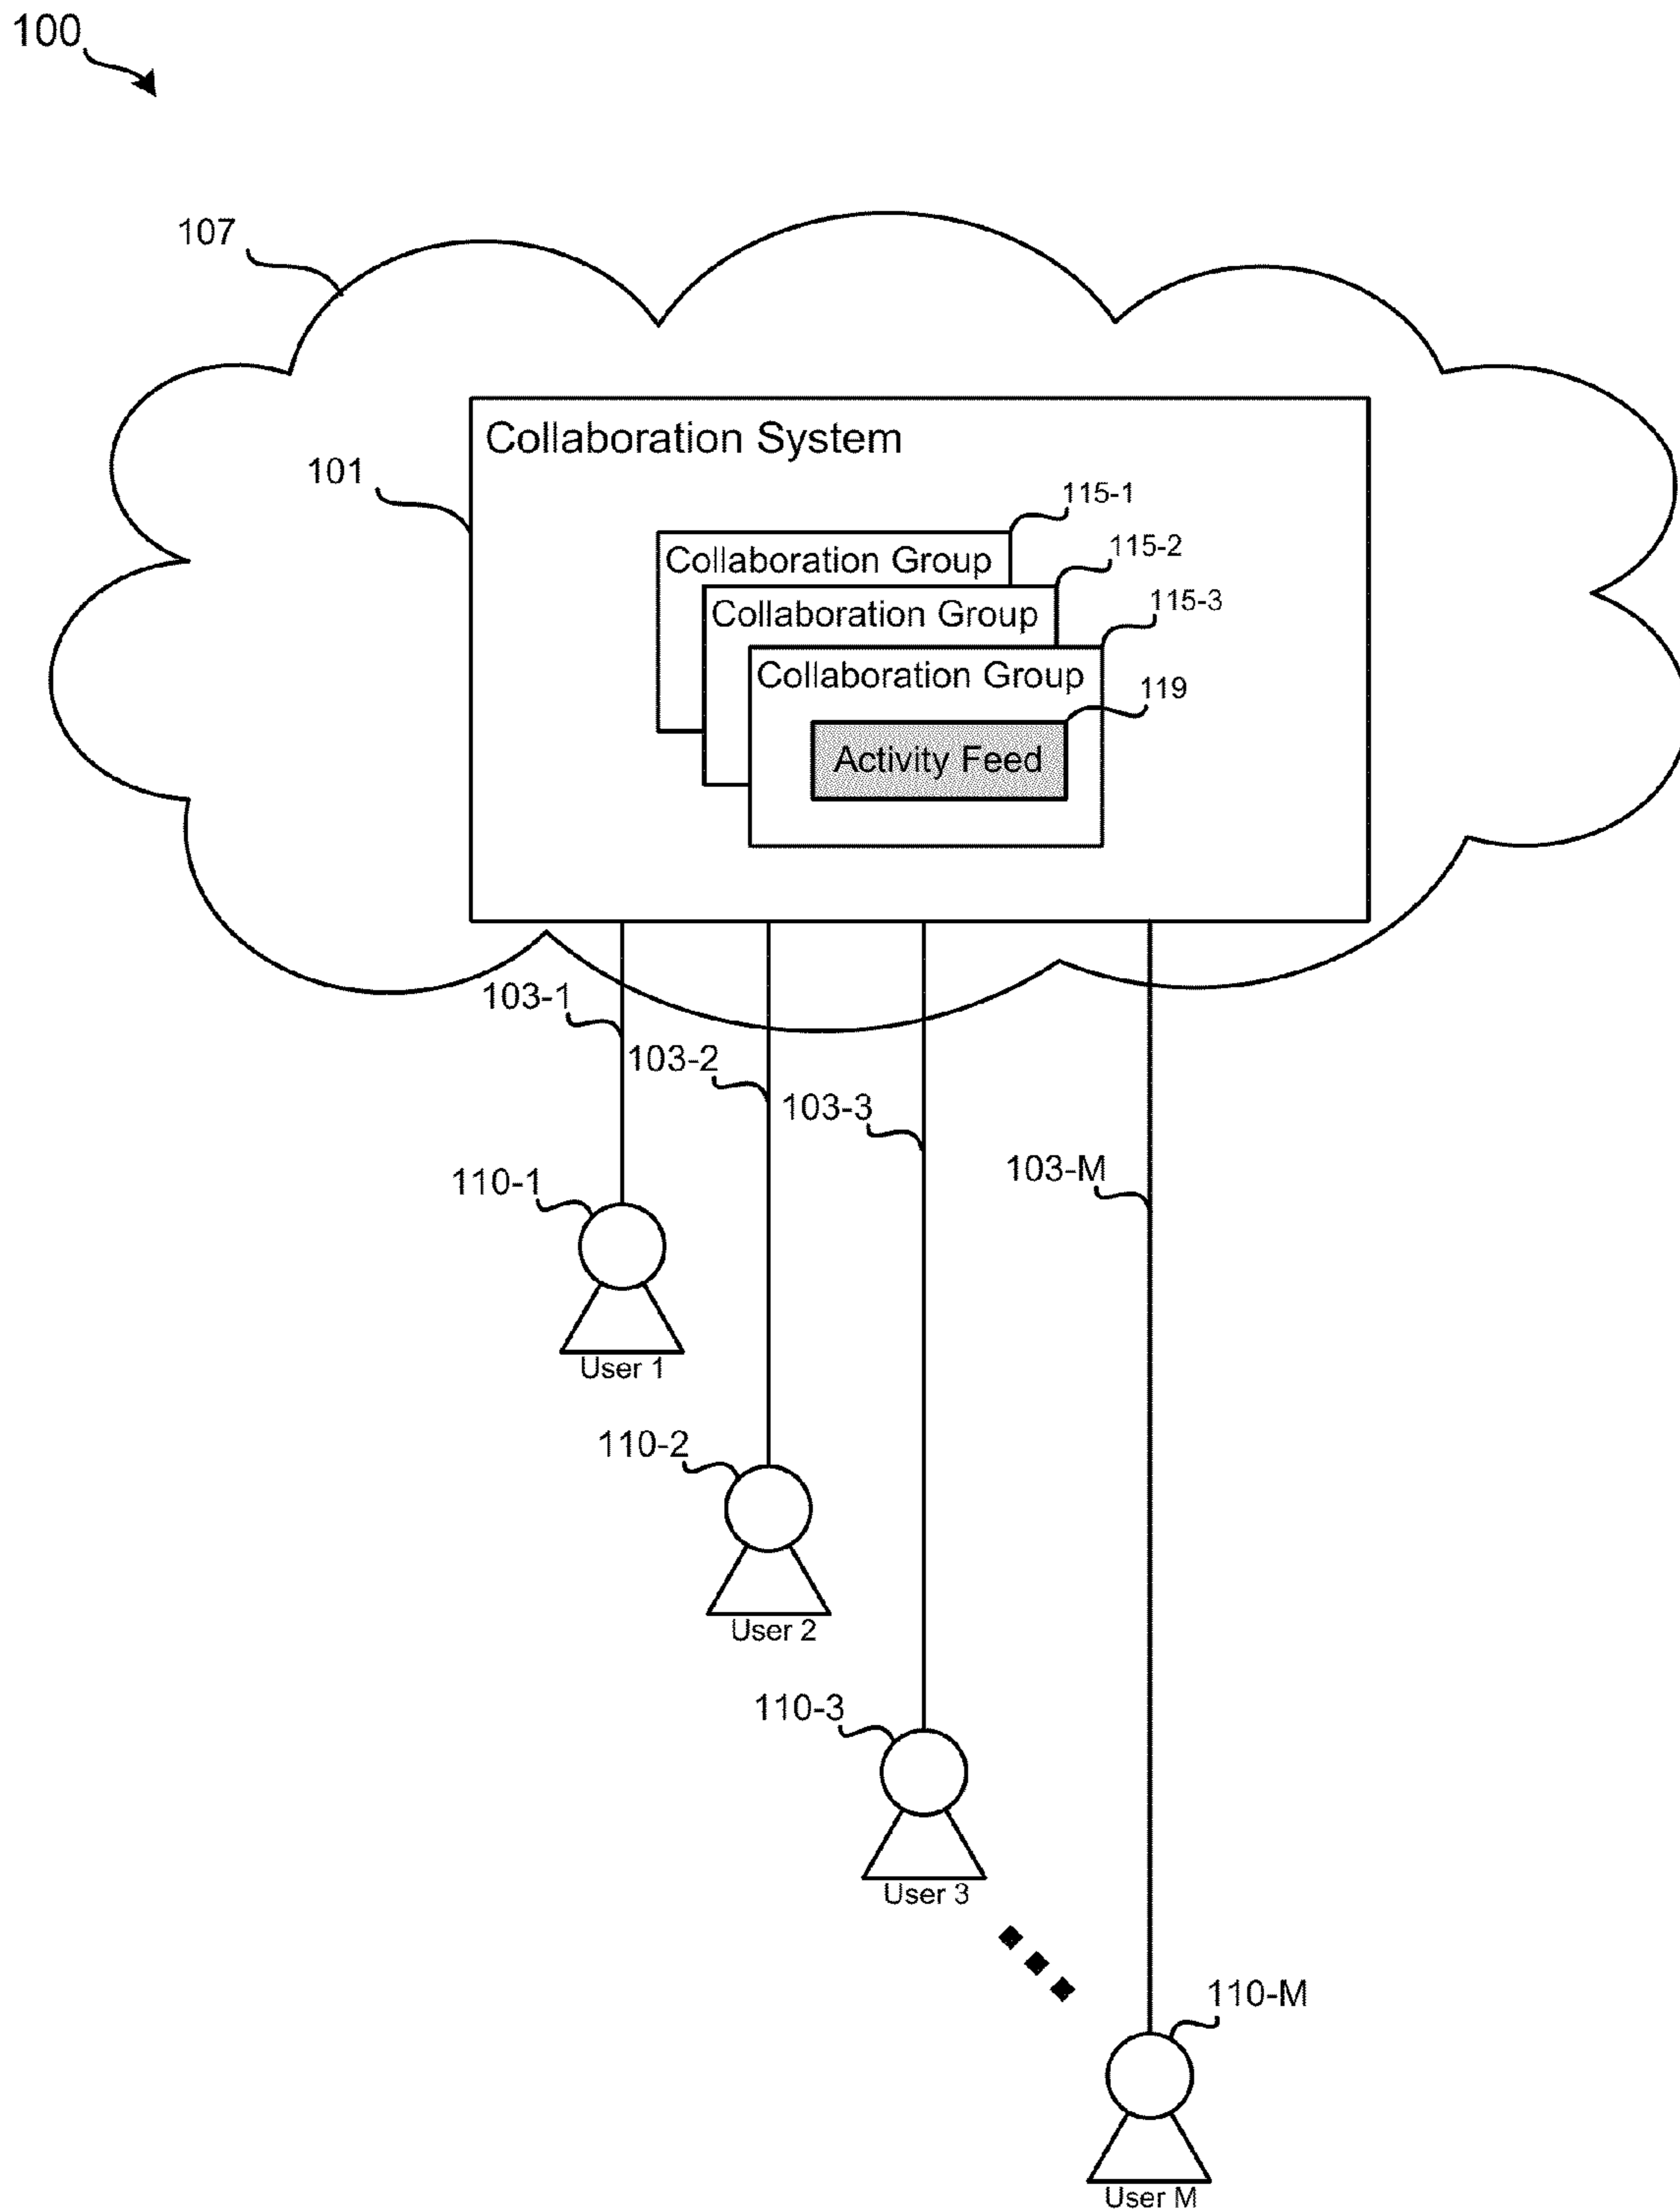 100
107
Collaboration System
101
115-1
Collaboration Group
115-2
Collaboration Group
115-3
Collaboration Group
119
Activity Feed
103-1
103-2
103-3
103-M
110-1
User 1
110-2
User 2
110-3
User 3
110-M
User M